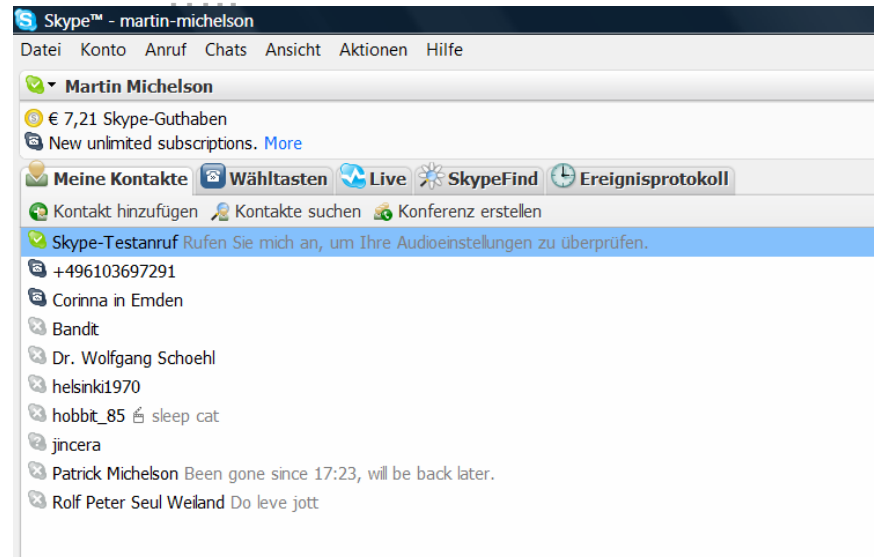 Skype™ - martin-michelson
Datei Konto Anruf Chats Ansicht Aktionen Hilfe
Martin Michelson
€ 7,21 Skype-Guthaben
New unlimited subscriptions. More
Meine Kontakte Wähltasten Live SkypeFind Ereignisprotokoll
Kontakt hinzufügen Kontakte suchen Konferenz erstellen
Skype-Testanruf Rufen Sie mich an, um Ihre Audioeinstellungen zu überprüfen.
+496103697291
Corinna in Emden
Bandit
Dr. Wolfgang Schoehl
helsinki1970
hobbit_85 sleep cat
jincera
Patrick Michelson Been gone since 17:23, will be back later.
Rolf Peter Seul Weiland Do leve jott